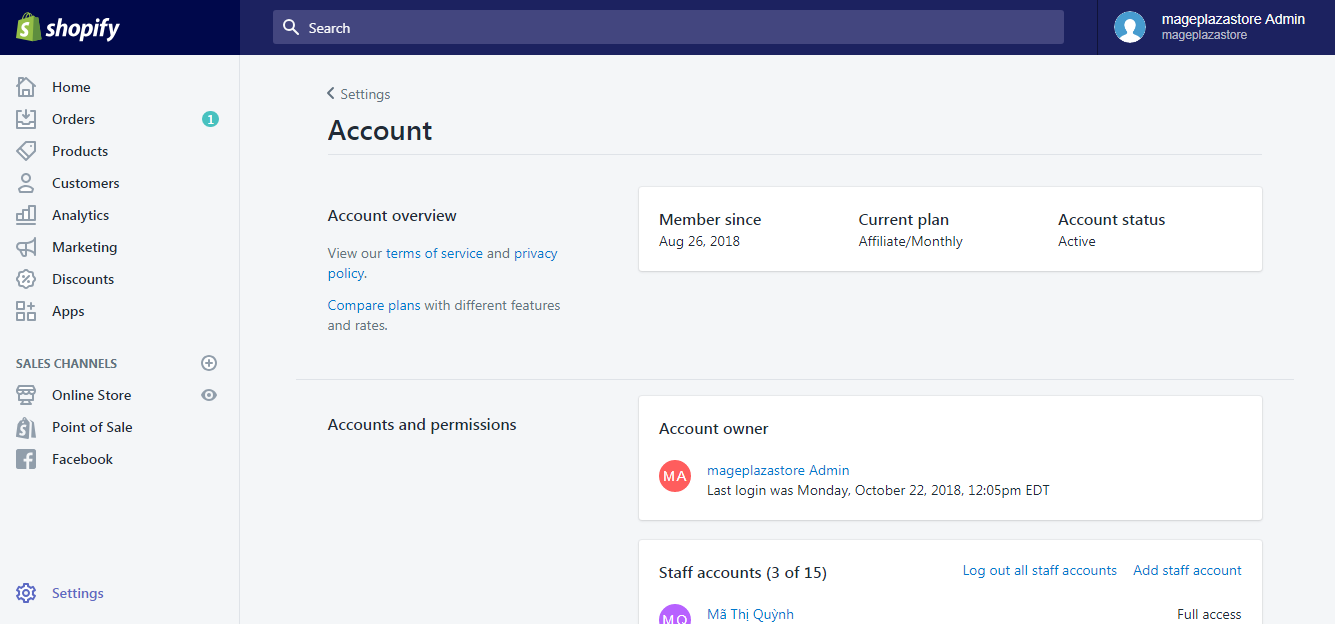 shopify
Search
mageplazastore Admin
mageplazastore
Home
Orders
1
Products
Customers
Analytics
Marketing
Discounts
Apps
SALES CHANNELS
Online Store
Point of Sale
Facebook
Settings
Settings
Account
Account overview
View our terms of service and privacy
policy.
Compare plans with different features
and rates.
Member since
Aug 26, 2018
Current plan
Affiliate/Monthly
Account status
Active
Accounts and permissions
Account owner
MA
mageplazastore Admin
Last login was Monday, October 22, 2018, 12:05pm EDT
Staff accounts (3 of 15)
Log out all staff accounts
Add staff account
MQ
Mã Thị Quỳnh
Full access